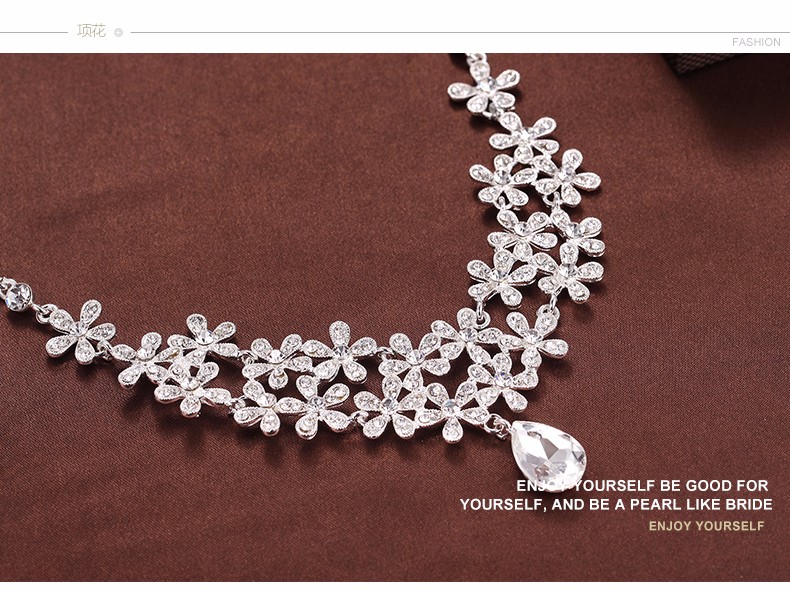 项花
FASHION
ENJOY YOURSELF BE GOOD FOR
YOURSELF, AND BE A PEARL LIKE BRIDE
ENJOY YOURSELF